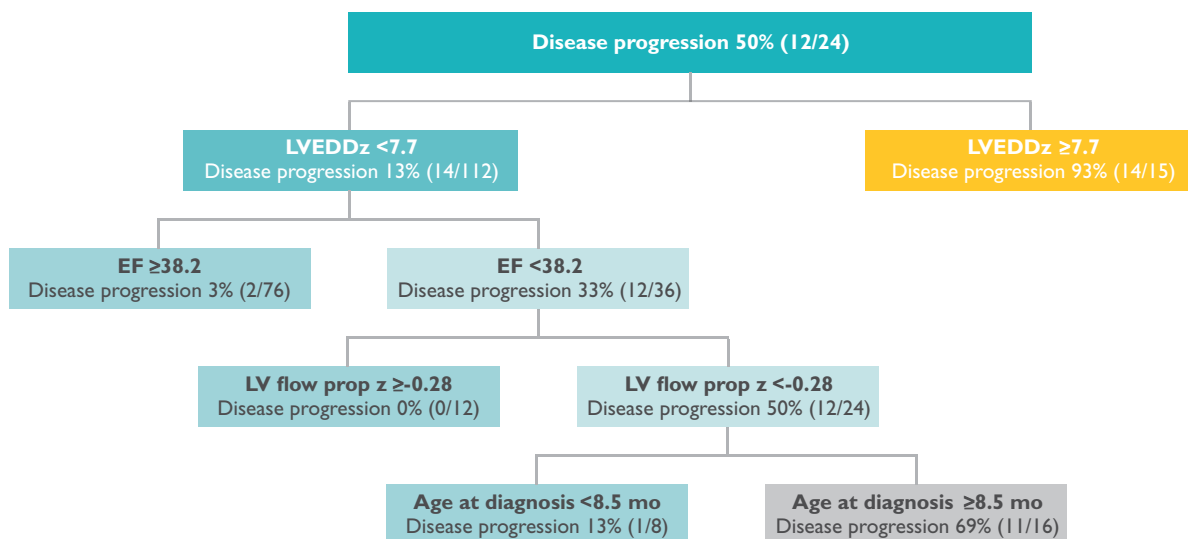 Disease progression 50% (12/24)
LVEDDz <7.7
Disease progression 13% (14/112)
LVEDDz ≥7.7
Disease progression 93% (14/15)
EF ≥38.2
Disease progression 3% (2/76)
EF <38.2
Disease progression 33% (12/36)
LV flow prop z ≥-0.28
Disease progression 0% (0/12)
LV flow prop z <-0.28
Disease progression 50% (12/24)
Age at diagnosis <8.5 mo
Disease progression 13% (1/8)
Age at diagnosis ≥8.5 mo
Disease progression 69% (11/16)